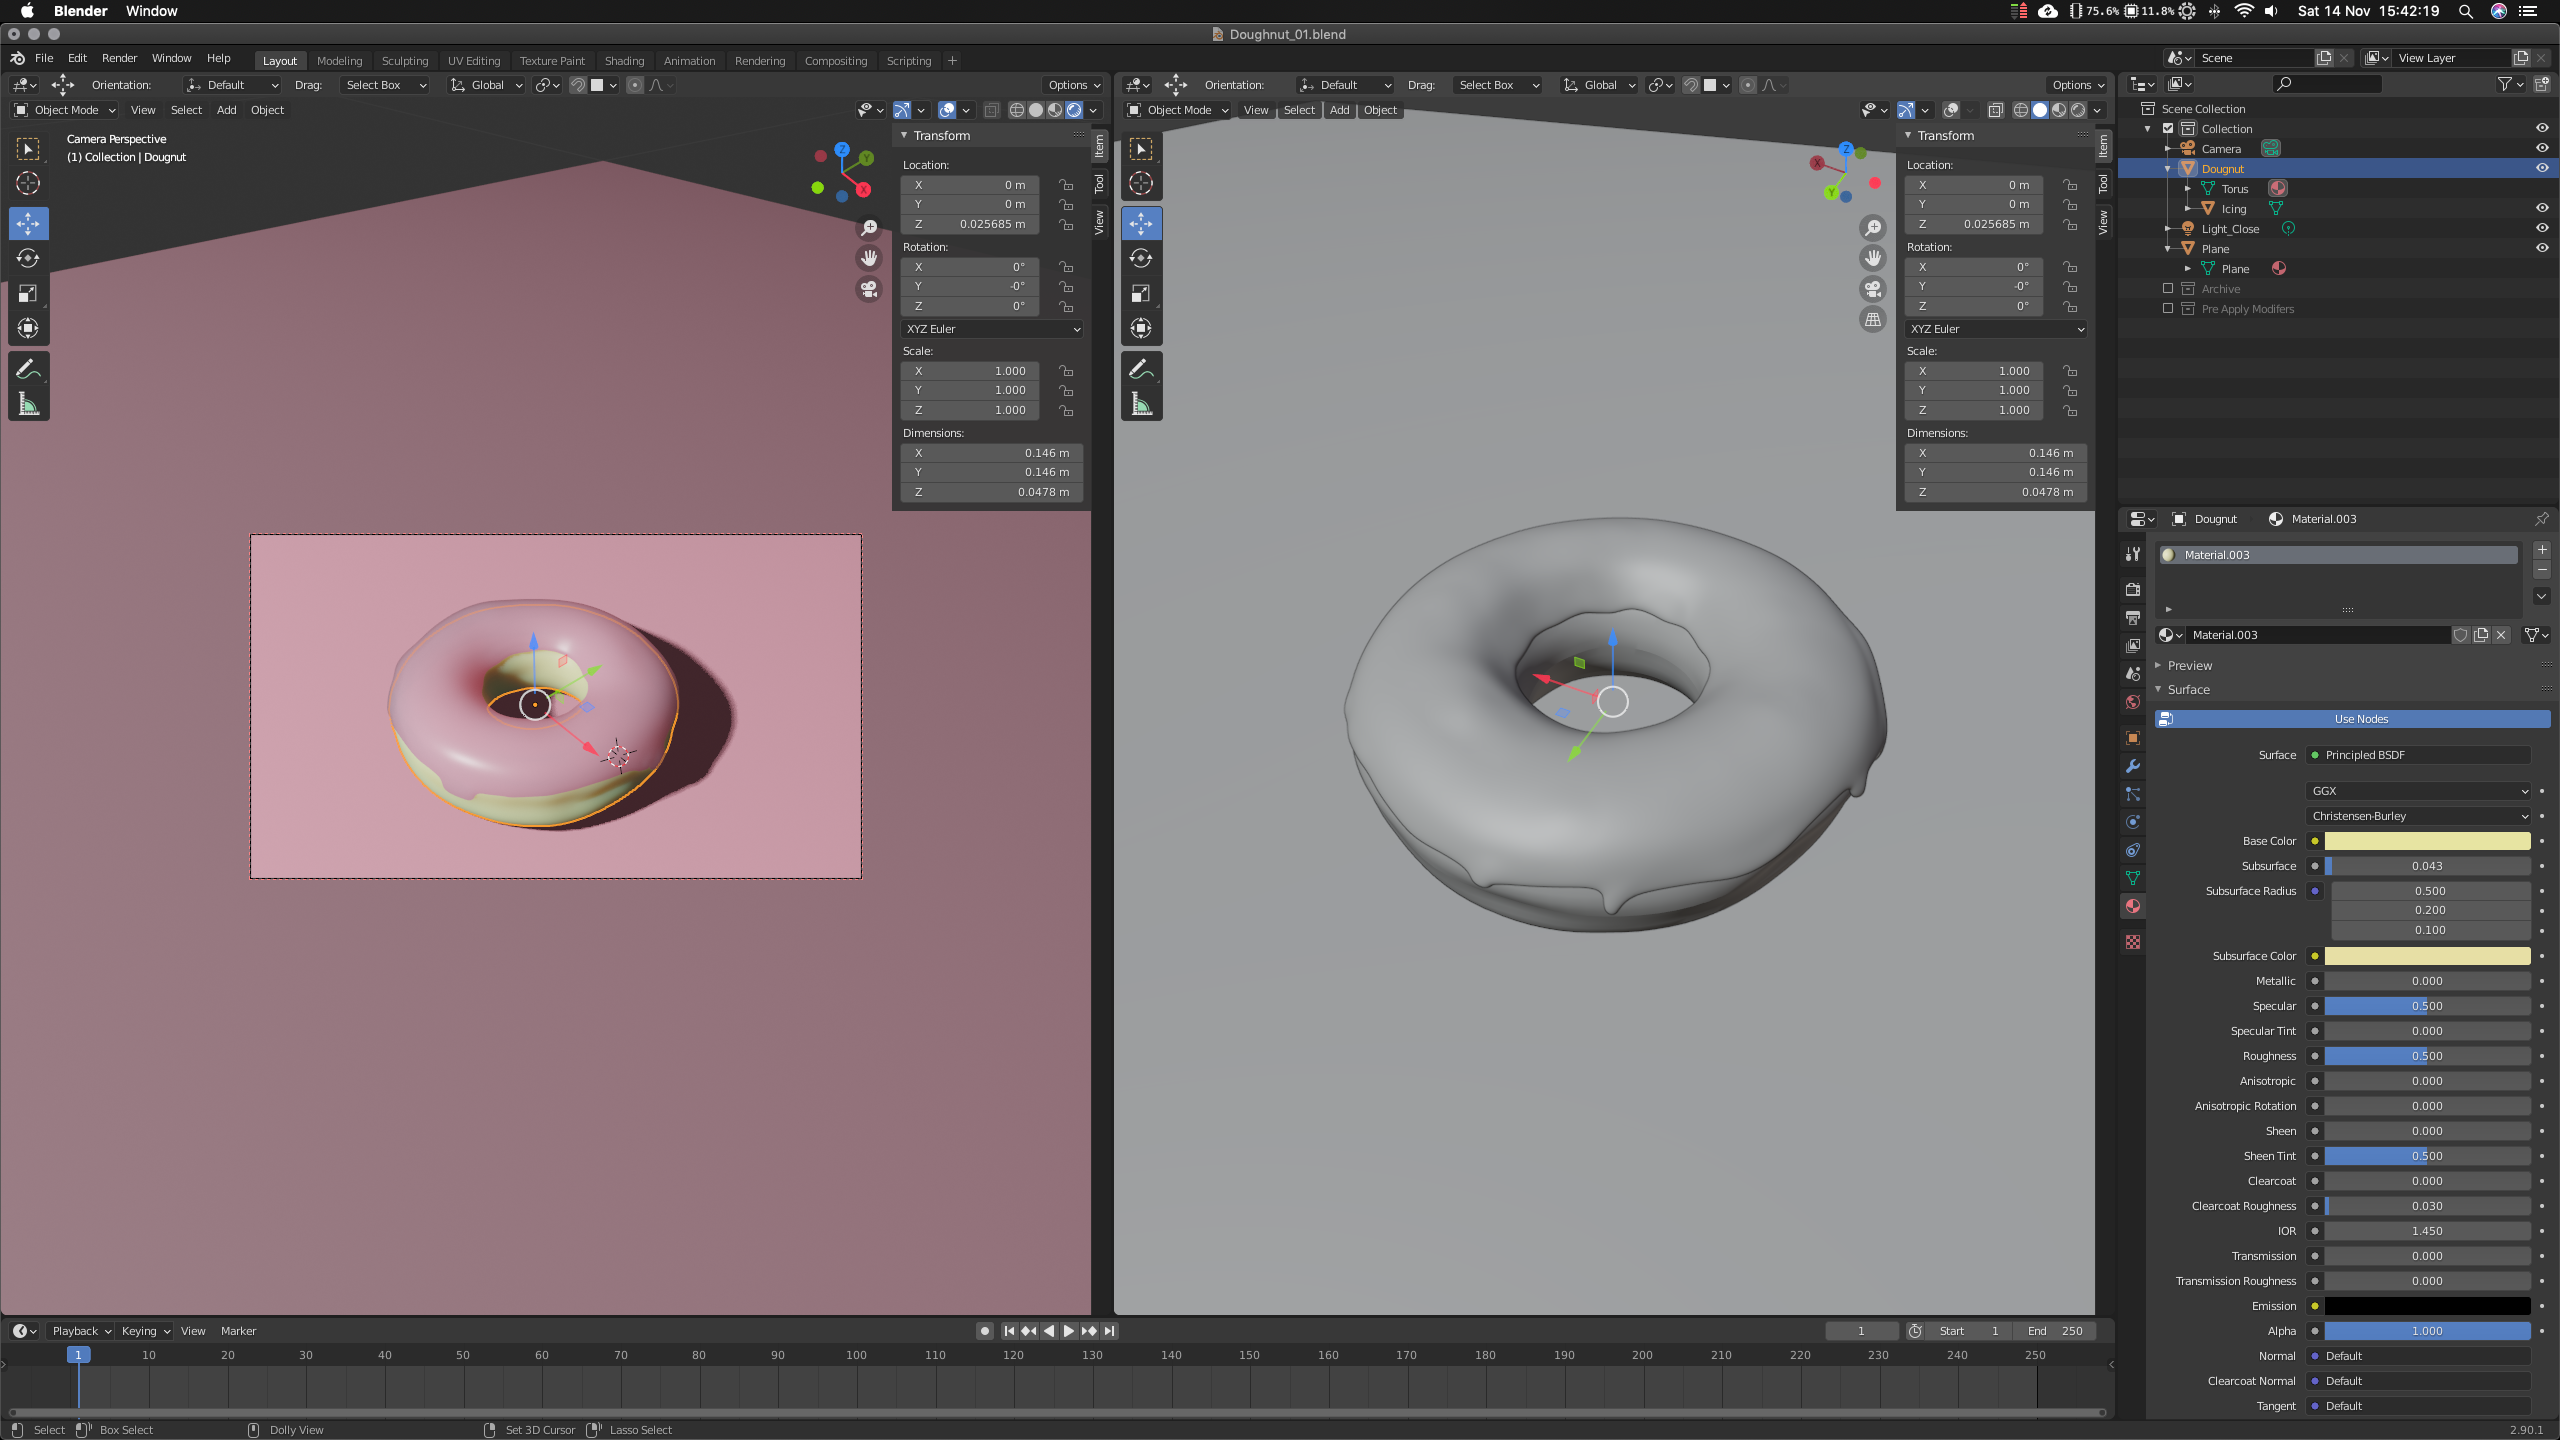 Blender Window
75.6% 11.8% Sat 14 Nov 15:42:19
Doughnut_01.blend
File Edit Render Window Help Layout Modeling Sculpting UV Editing Texture Paint Shading Animation Rendering Compositing Scripting + Scene View Layer
Orientation: Default Drag: Select Box Global Options
Object Mode View Select Add Object
Camera Perspective
(1) Collection | Dougnut
Transform
Location:
X 0 m
Y 0 m
Z 0.025685 m
Rotation:
X 0°
Y -0°
Z 0°
XYZ Euler
Scale:
X 1.000
Y 1.000
Z 1.000
Dimensions:
X 0.146 m
Y 0.146 m
Z 0.0478 m
Item
Tool
View
Z
Y
X
Orientation: Default Drag: Select Box Global Options
Object Mode View Select Add Object
Transform
Location:
X 0 m
Y 0 m
Z 0.025685 m
Rotation:
X 0°
Y -0°
Z 0°
XYZ Euler
Scale:
X 1.000
Y 1.000
Z 1.000
Dimensions:
X 0.146 m
Y 0.146 m
Z 0.0478 m
Item
Tool
View
Z
X
Y
Scene Collection
Collection
Camera
Dougnut
Torus
Icing
Light_Close
Plane
Plane
Archive
Pre Apply Modifers
Dougnut Material.003
Material.003
Material.003
Preview
Surface
Use Nodes
Surface Principled BSDF
GGX
Christensen-Burley
Base Color
Subsurface 0.043
Subsurface Radius 0.500
0.200
0.100
Subsurface Color
Metallic 0.000
Specular 0.500
Specular Tint 0.000
Roughness 0.500
Anisotropic 0.000
Anisotropic Rotation 0.000
Sheen 0.000
Sheen Tint 0.500
Clearcoat 0.000
Clearcoat Roughness 0.030
IOR 1.450
Transmission 0.000
Transmission Roughness 0.000
Emission
Alpha 1.000
Normal Default
Clearcoat Normal Default
Tangent Default
Playback Keying View Marker 1 Start 1 End 250
1 10 20 30 40 50 60 70 80 90 100 110 120 130 140 150 160 170 180 190 200 210 220 230 240 250
Select Box Select Dolly View Set 3D Cursor Lasso Select 2.90.1